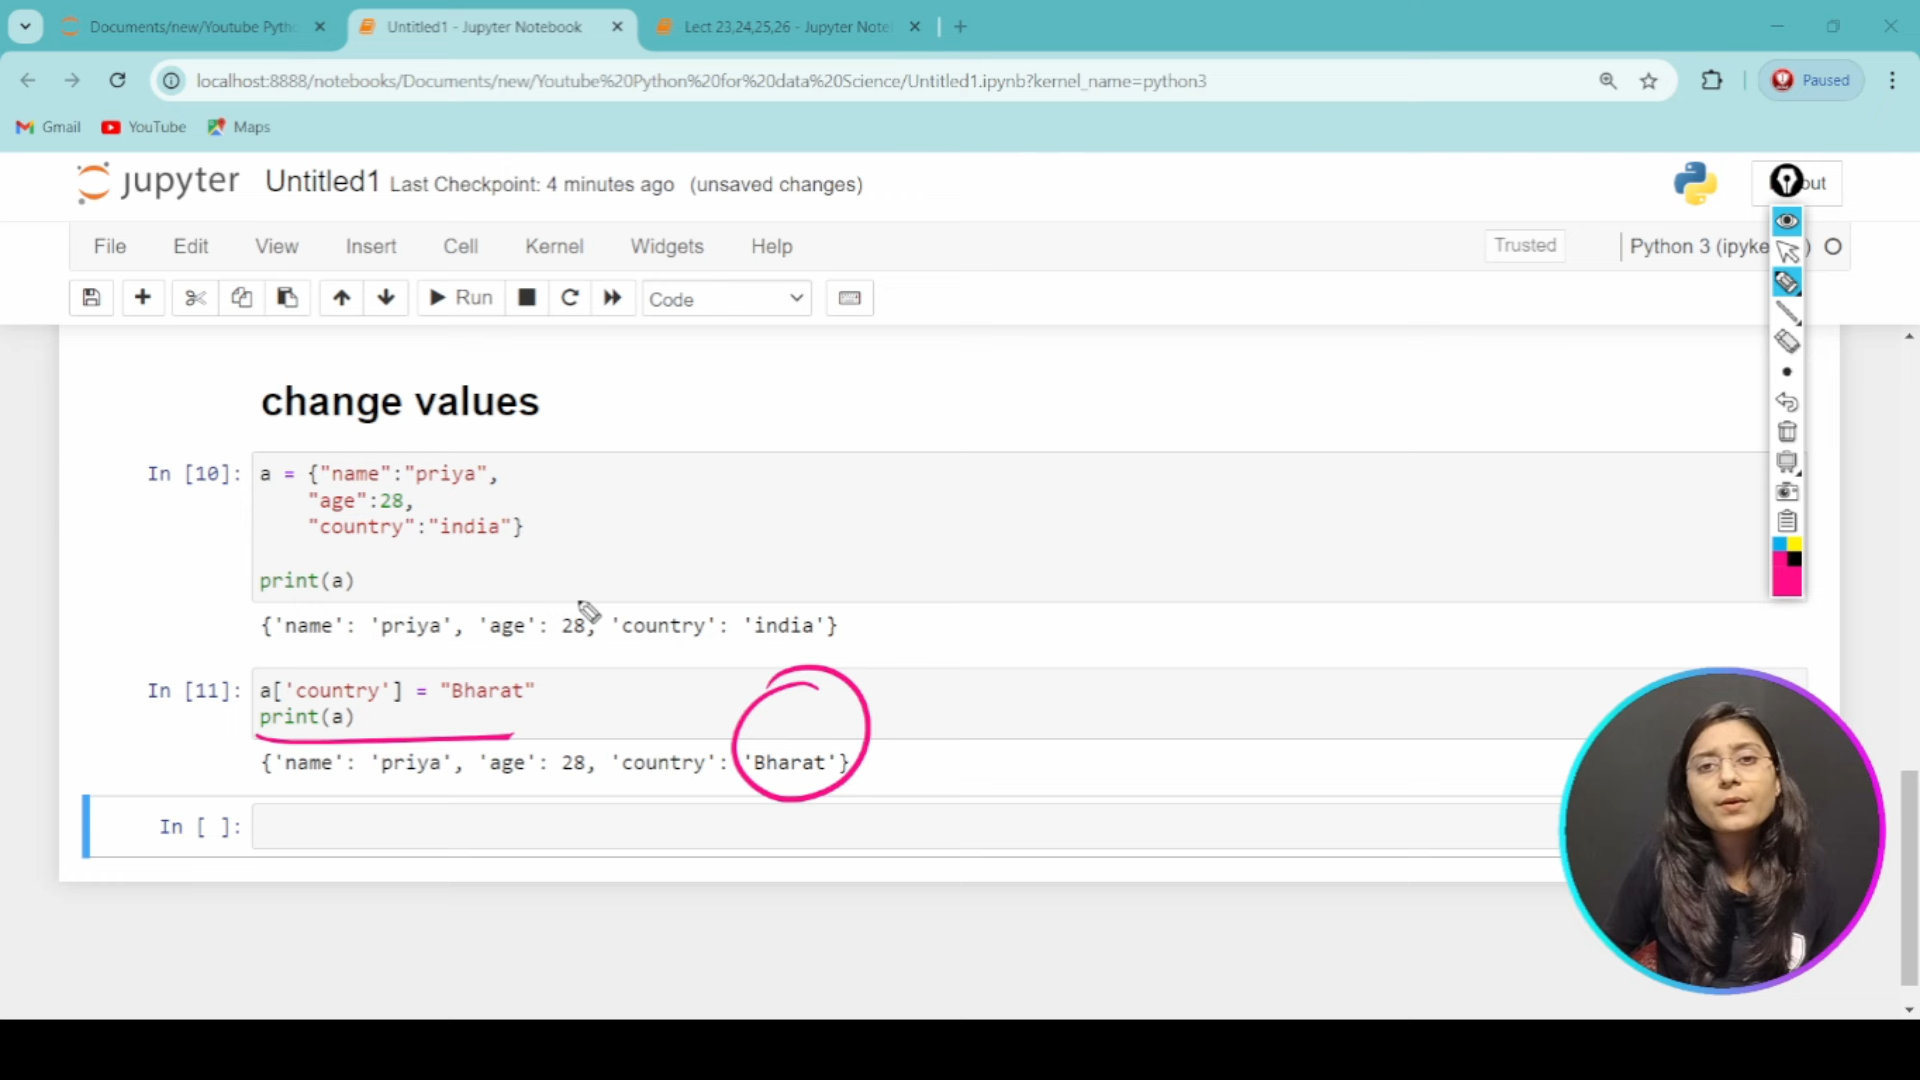 Documents/new/Youtube Pytho
Untitled1 - Jupyter Notebook
Lect 23,24,25,26 - Jupyter Note
localhost:8888/notebooks/Documents/new/Youtube%20Python%20for%20data%20Science/Untitled1.ipynb?kernel_name=python3
Paused
Gmail YouTube Maps
jupyter Untitled1 Last Checkpoint: 4 minutes ago (unsaved changes)
out
File Edit View Insert Cell Kernel Widgets Help
Trusted
Python 3 (ipyke )
Run
Code
change values
In [10]: a = {"name":"priya",
"age":28,
"country":"india"}
print(a)
{'name': 'priya', 'age': 28, 'country': 'india'}
In [11]: a['country'] = "Bharat"
print(a)
{'name': 'priya', 'age': 28, 'country': 'Bharat'}
In [ ]: